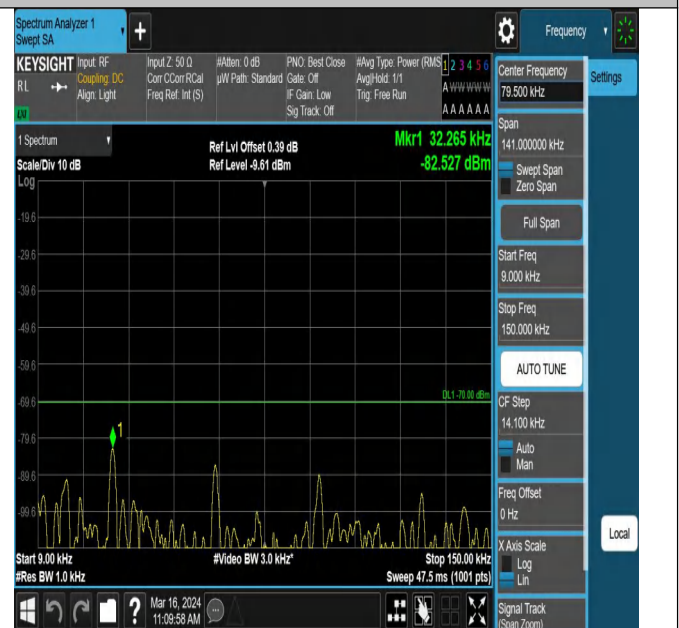 Spectrum Analyzer 1
Swept SA
+
Frequency
KEYSIGHT
RL
LXI
Input: RF
Coupling: DC
Align: Light
Input Z: 50 Ω
Corr CCorr RCal
Freq Ref: Int (S)
#Atten: 0 dB
µW Path: Standard
PNO: Best Close
Gate: Off
IF Gain: Low
Sig Track: Off
#Avg Type: Power (RMS
Avg|Hold: 1/1
Trig: Free Run
1 2 3 4 5 6
A W W W W W
A A A A A A
1 Spectrum
Scale/Div 10 dB
Log
Ref Lvl Offset 0.39 dB
Ref Level -9.61 dBm
Mkr1 32.265 kHz
-82.527 dBm
-19.6
-29.6
-39.6
-49.6
-59.6
-69.6
-79.6
-89.6
-99.6
DL1 -70.00 dBm
1
Start 9.00 kHz
#Res BW 1.0 kHz
#Video BW 3.0 kHz*
Stop 150.00 kHz
Sweep 47.5 ms (1001 pts)
Center Frequency
79.500 kHz
Settings
Span
141.000000 kHz
Swept Span
Zero Span
Full Span
Start Freq
9.000 kHz
Stop Freq
150.000 kHz
AUTO TUNE
CF Step
14.100 kHz
Auto
Man
Freq Offset
0 Hz
X Axis Scale
Log
Lin
Local
Signal Track
(Span Zoom)
?
Mar 16, 2024
11:09:58 AM